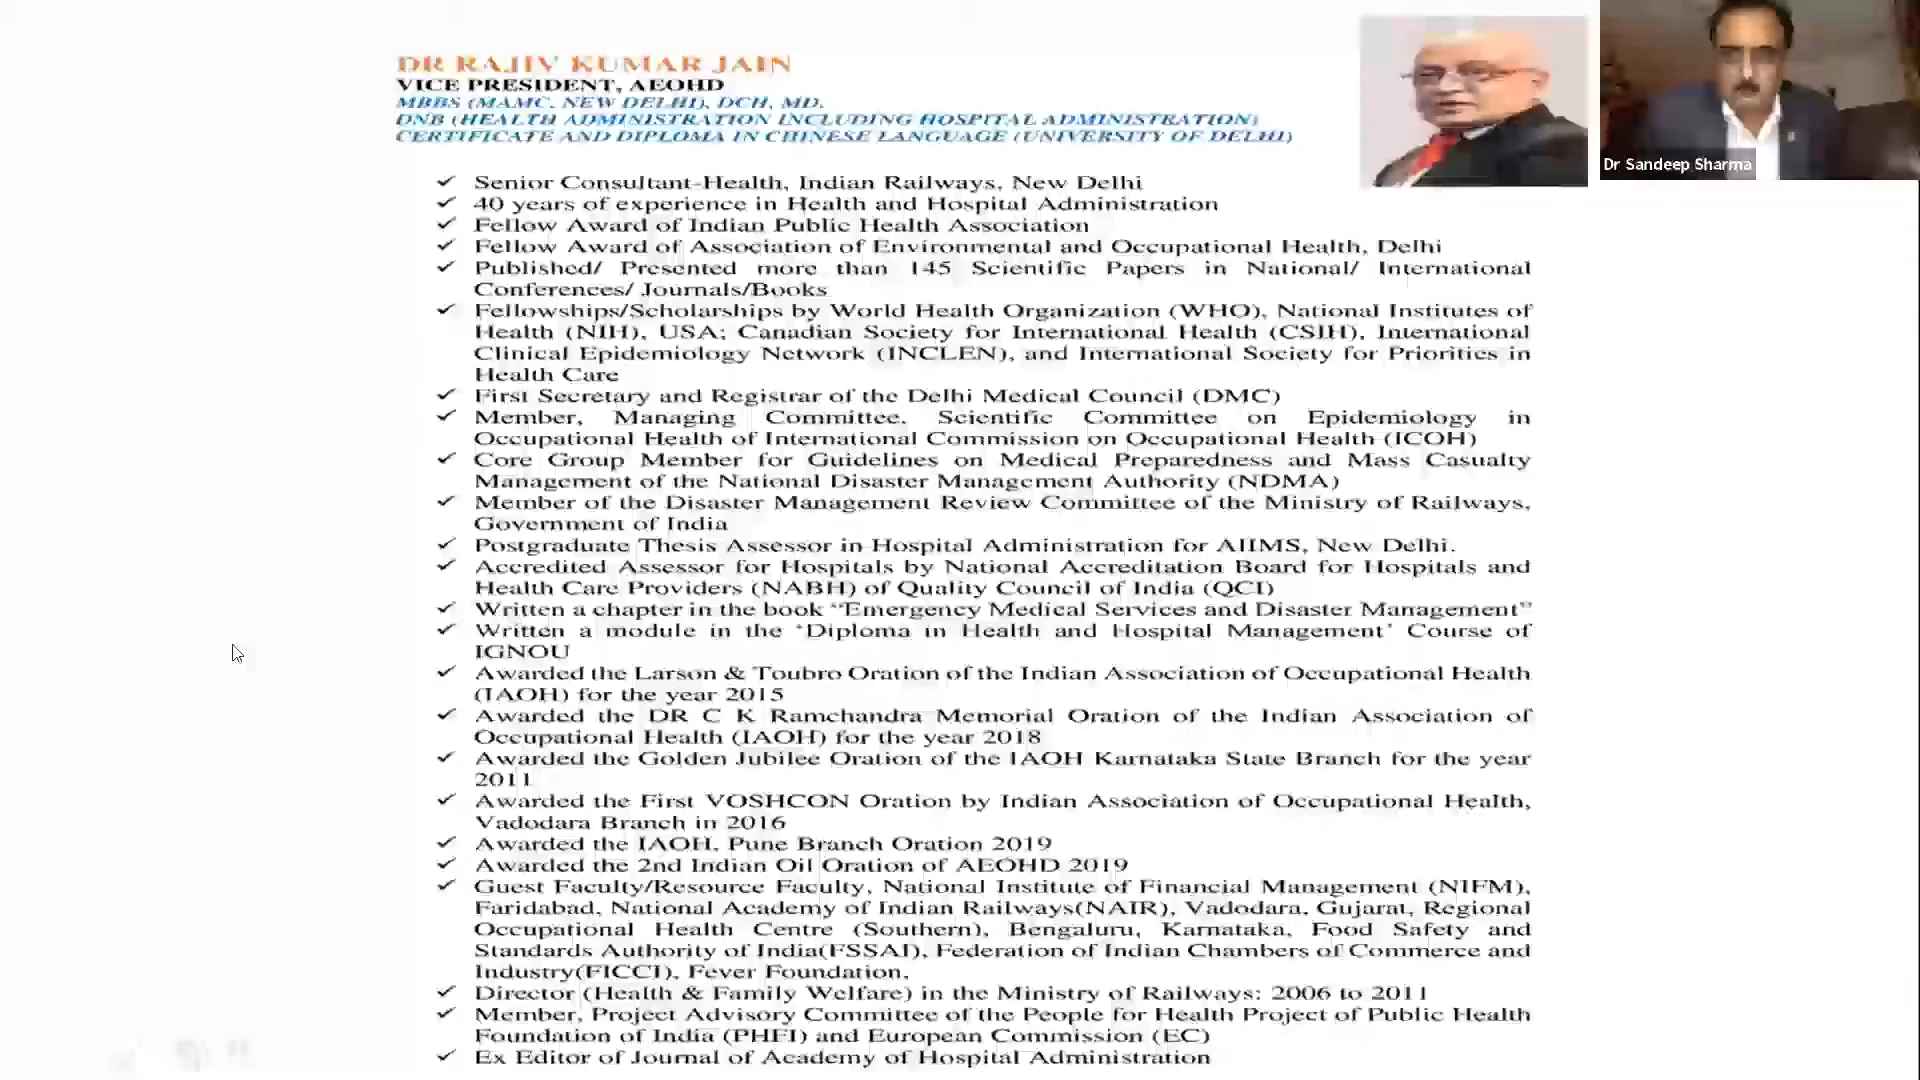 DR RAJIV KUMAR JAIN
VICE PRESIDENT, AEOHD
MBBS (MAMC, NEW DELHI), DCH, MD,
DNB (HEALTH ADMINISTRATION INCLUDING HOSPITAL ADMINISTRATION)
CERTIFICATE AND DIPLOMA IN CHINESE LANGUAGE (UNIVERSITY OF DELHI)
Dr Sandeep Sharma
✓ Senior Consultant-Health, Indian Railways, New Delhi
✓ 40 years of experience in Health and Hospital Administration
✓ Fellow Award of Indian Public Health Association
✓ Fellow Award of Association of Environmental and Occupational Health, Delhi
✓ Published/ Presented more than 145 Scientific Papers in National/ International
Conferences/ Journals/Books
✓ Fellowships/Scholarships by World Health Organization (WHO), National Institutes of
Health (NIH), USA; Canadian Society for International Health (CSIH), International
Clinical Epidemiology Network (INCLEN), and International Society for Priorities in
Health Care
✓ First Secretary and Registrar of the Delhi Medical Council (DMC)
✓ Member, Managing Committee, Scientific Committee on Epidemiology in
Occupational Health of International Commission on Occupational Health (ICOH)
✓ Core Group Member for Guidelines on Medical Preparedness and Mass Casualty
Management of the National Disaster Management Authority (NDMA)
✓ Member of the Disaster Management Review Committee of the Ministry of Railways,
Government of India
✓ Postgraduate Thesis Assessor in Hospital Administration for AIIMS, New Delhi.
✓ Accredited Assessor for Hospitals by National Accreditation Board for Hospitals and
Health Care Providers (NABH) of Quality Council of India (QCI)
✓ Written a chapter in the book "Emergency Medical Services and Disaster Management"
✓ Written a module in the 'Diploma in Health and Hospital Management' Course of
IGNOU
✓ Awarded the Larson & Toubro Oration of the Indian Association of Occupational Health
(IAOH) for the year 2015
✓ Awarded the DR C K Ramchandra Memorial Oration of the Indian Association of
Occupational Health (IAOH) for the year 2018
✓ Awarded the Golden Jubilee Oration of the IAOH Karnataka State Branch for the year
2011
✓ Awarded the First VOSHCON Oration by Indian Association of Occupational Health,
Vadodara Branch in 2016
✓ Awarded the IAOH, Pune Branch Oration 2019
✓ Awarded the 2nd Indian Oil Oration of AEOHD 2019
✓ Guest Faculty/Resource Faculty, National Institute of Financial Management (NIFM),
Faridabad, National Academy of Indian Railways(NAIR), Vadodara, Gujarat, Regional
Occupational Health Centre (Southern), Bengaluru, Karnataka, Food Safety and
Standards Authority of India(FSSAI), Federation of Indian Chambers of Commerce and
Industry(FICCI), Fever Foundation,
✓ Director (Health & Family Welfare) in the Ministry of Railways: 2006 to 2011
✓ Member, Project Advisory Committee of the People for Health Project of Public Health
Foundation of India (PHFI) and European Commission (EC)
✓ Ex Editor of Journal of Academy of Hospital Administration